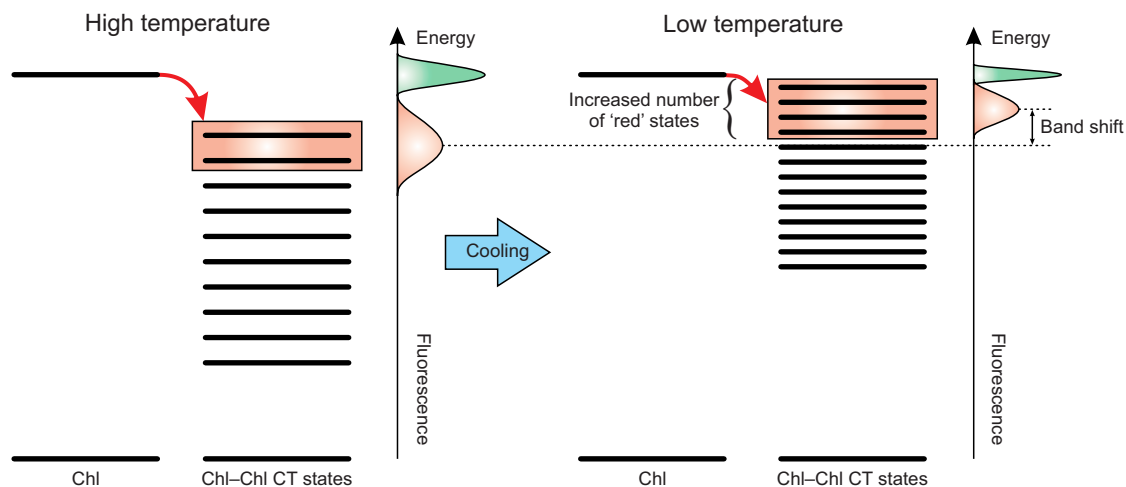 High temperature
Energy
Fluorescence
Chl
Chl–Chl CT states
Cooling
Low temperature
Energy
Increased number
of ‘red’ states
Band shift
Fluorescence
Chl
Chl–Chl CT states